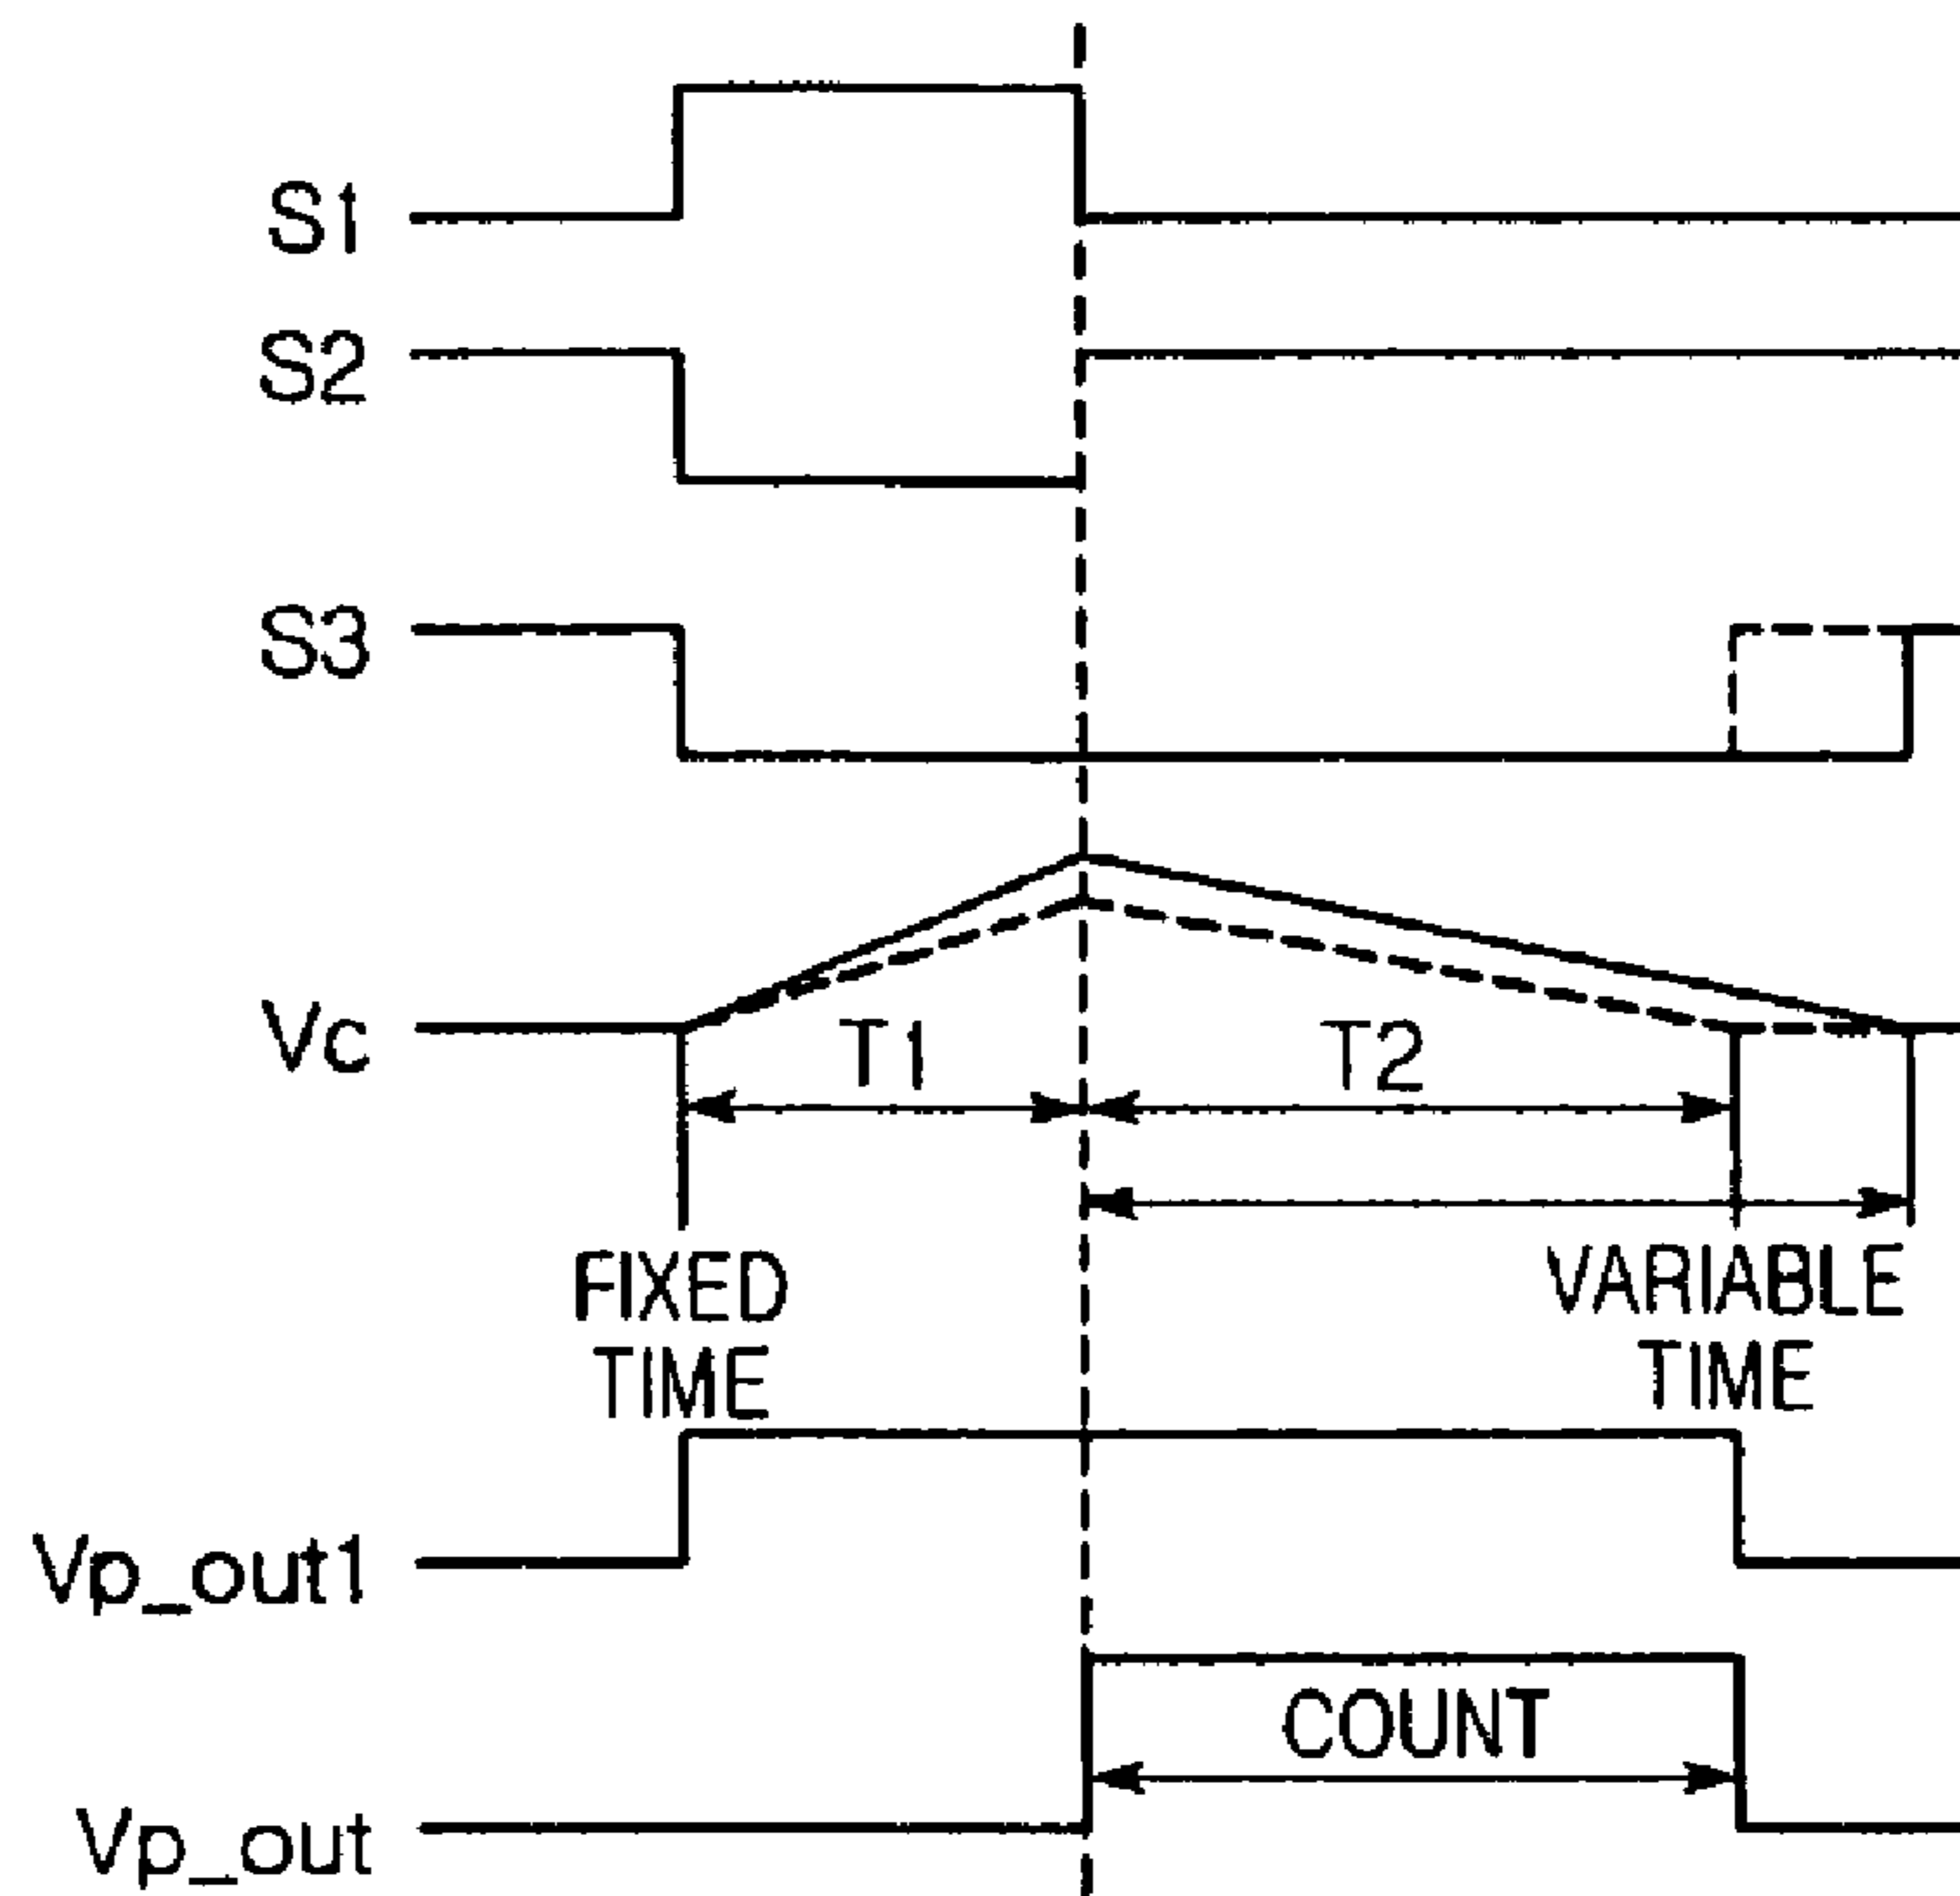 S1
S2
S3
Vc
T1
T2
FIXED
TIME
VARIABLE
TIME
Vp_out1
COUNT
Vp_out